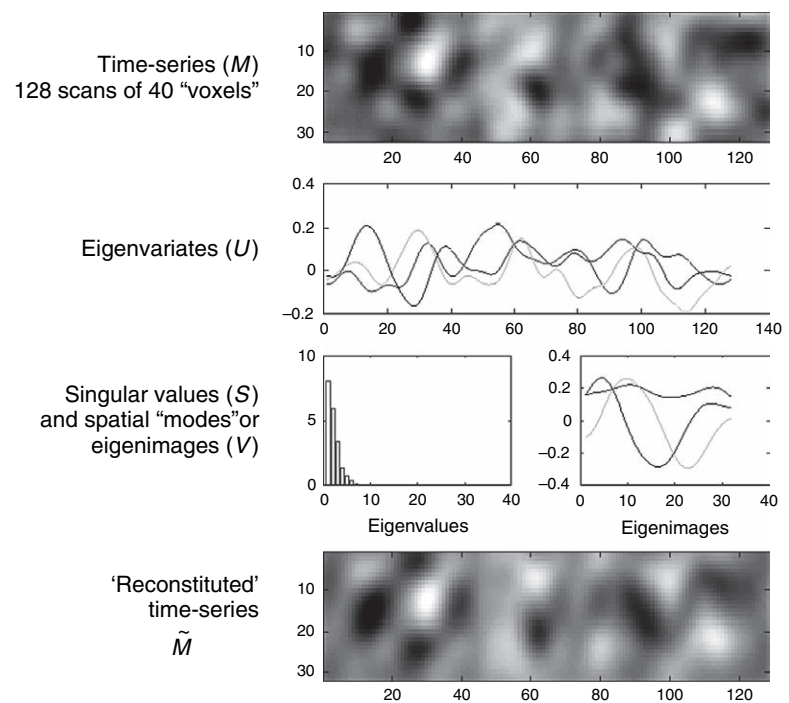 Time-series (M)
128 scans of 40 “voxels”
10
20
30
20 40 60 80 100 120
Eigenvariates (U)
0.4
0.2
0
–0.2
0 20 40 60 80 100 120 140
Singular values (S)
and spatial “modes”or
eigenimages (V)
10
5
0
0 10 20 30 40
Eigenvalues
0.4
0.2
0
–0.2
–0.4
0 10 20 30 40
Eigenimages
‘Reconstituted’
time-series
M̃
10
20
30
20 40 60 80 100 120